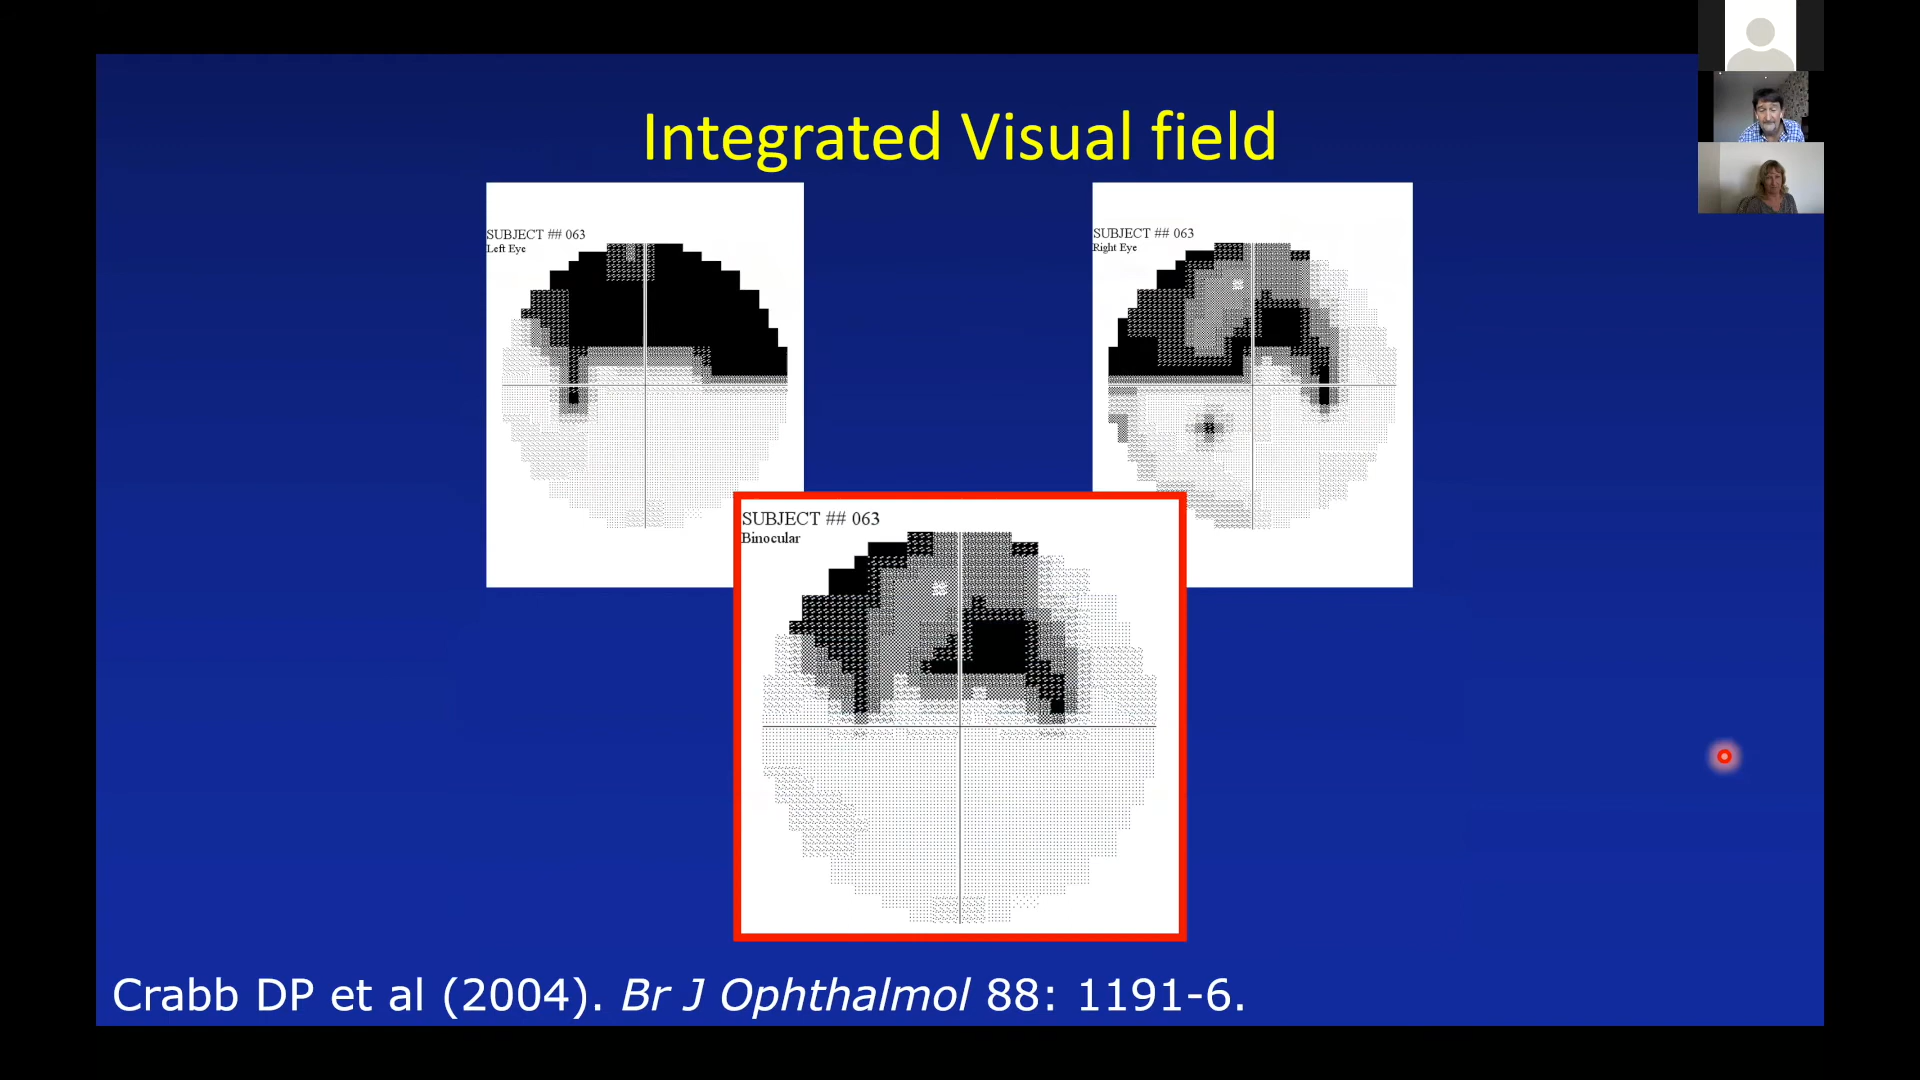 Integrated Visual field
SUBJECT ## 063
Left Eye
SUBJECT ## 063
Right Eye
SUBJECT ## 063
Binocular
Crabb DP et al (2004). Br J Ophthalmol 88: 1191-6.